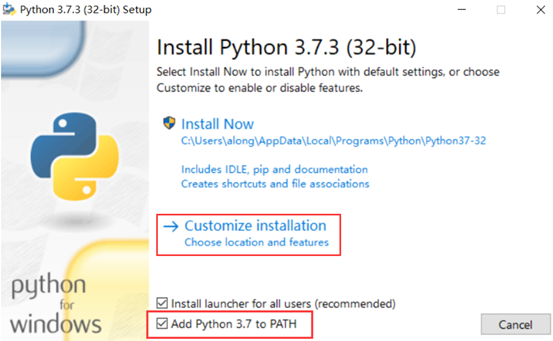 Python 3.7.3 (32-bit) Setup
Install Python 3.7.3 (32-bit)
Select Install Now to install Python with default settings, or choose
Customize to enable or disable features.
Install Now
C:\Users\along\AppData\Local\Programs\Python\Python37-32
Includes IDLE, pip and documentation
Creates shortcuts and file associations
Customize installation
Choose location and features
python
for
windows
Install launcher for all users (recommended)
Add Python 3.7 to PATH
Cancel